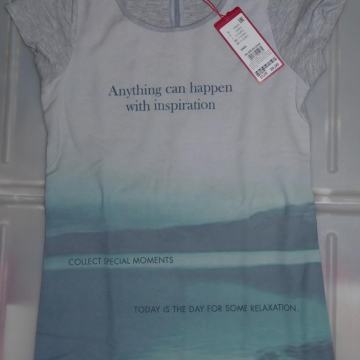 Anything can happen
with inspiration
COLLECT SPECIAL MOMENTS
TODAY IS THE DAY FOR SOME RELAXATION.